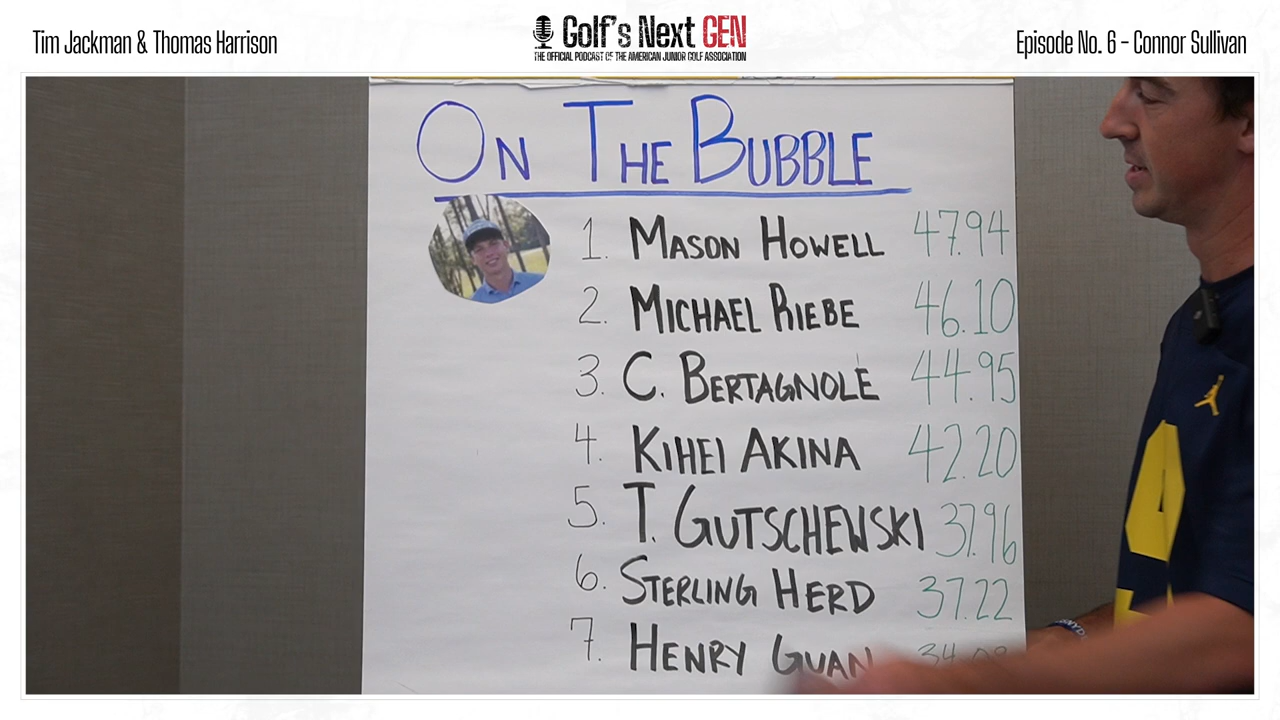 Tim Jackman & Thomas Harrison
Golf's Next GEN
THE OFFICIAL PODCAST OF THE AMERICAN JUNIOR GOLF ASSOCIATION
Episode No. 6 - Connor Sullivan
ON THE BUBBLE
1. MASON HOWELL 47.94
2. MICHAEL RIEBE 46.10
3. C. BERTAGNOLE 44.95
4. KIHEI AKINA 42.20
5. T. GUTSCHEWSKI 37.96
6. STERLING HERD 37.22
7. HENRY GUAN